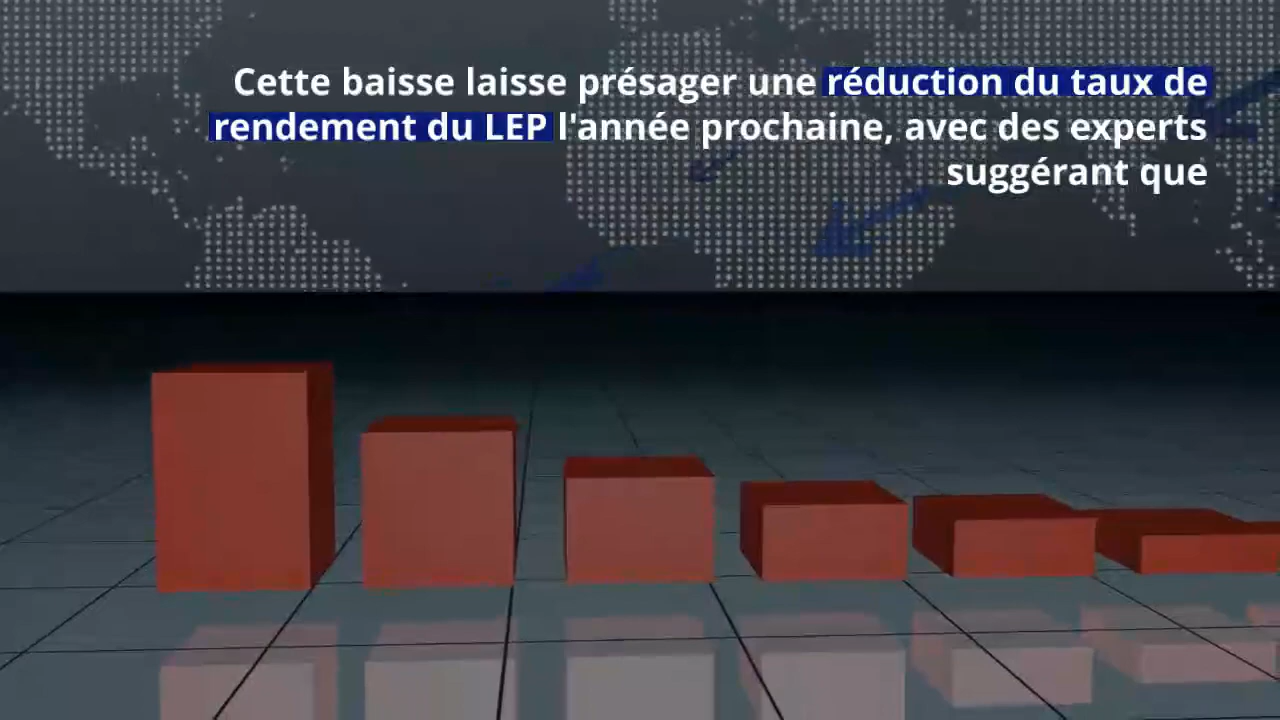 Cette baisse laisse présager une réduction du taux de
rendement du LEP l'année prochaine, avec des experts
suggérant que